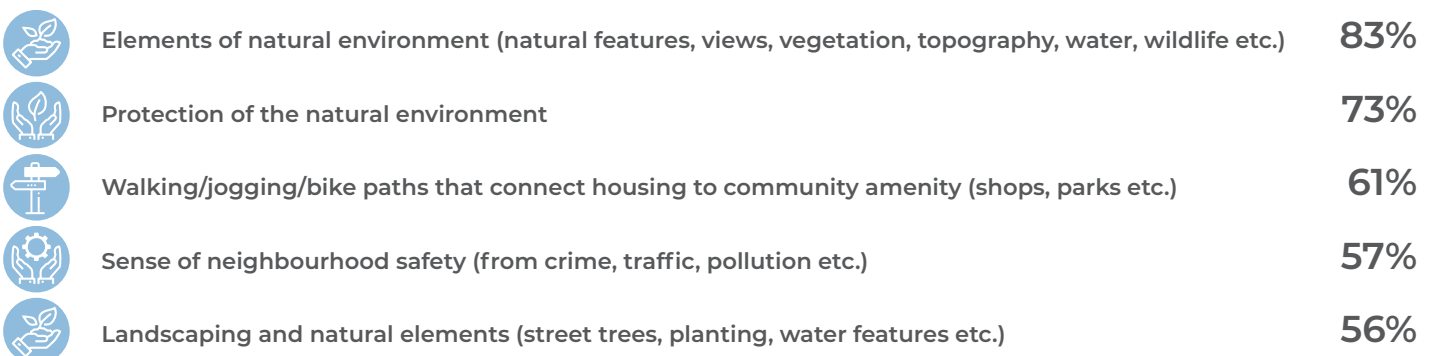 Elements of natural environment (natural features, views, vegetation, topography, water, wildlife etc.) 83%
Protection of the natural environment 73%
Walking/jogging/bike paths that connect housing to community amenity (shops, parks etc.) 61%
Sense of neighbourhood safety (from crime, traffic, pollution etc.) 57%
Landscaping and natural elements (street trees, planting, water features etc.) 56%